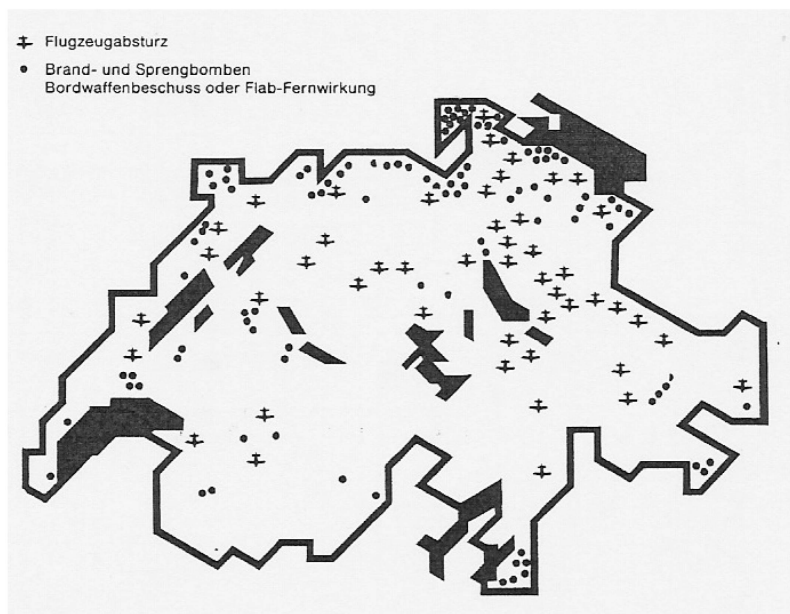 Flugzeugabsturz
Brand- und Sprengbomben
Bordwaffenbeschuss oder Flab-Fernwirkung